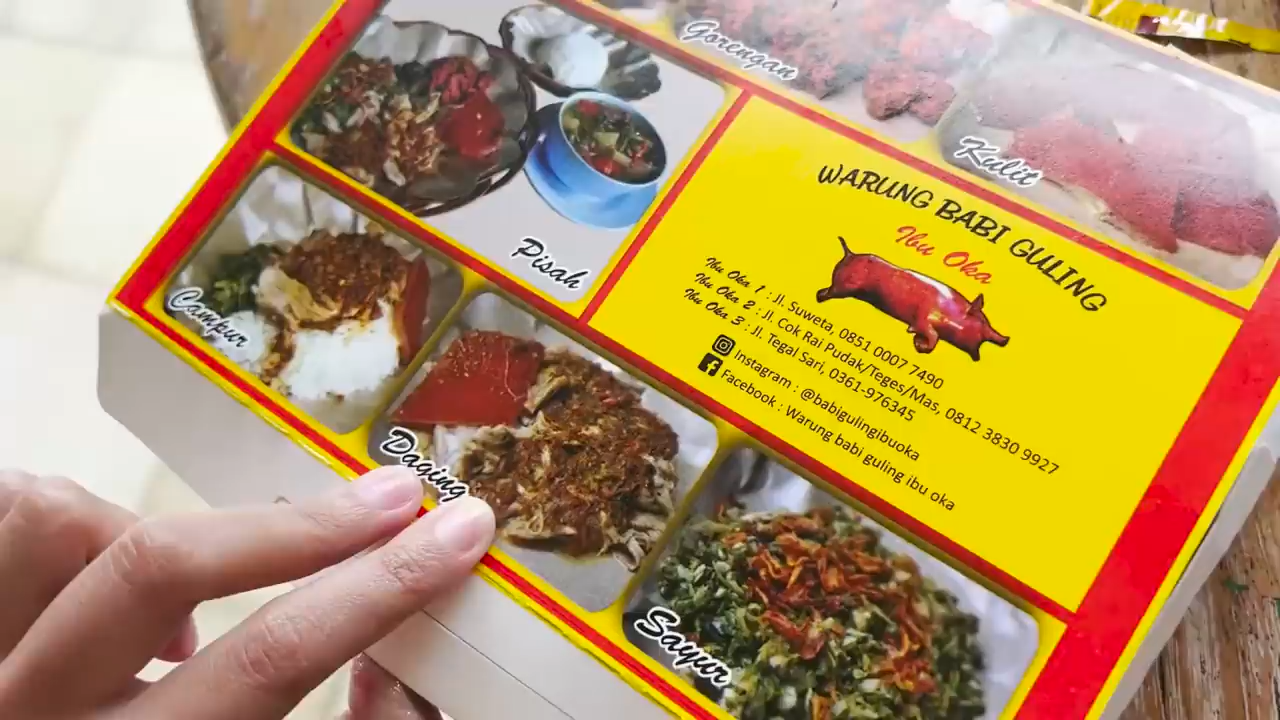 Gorengan
Kulit
Pisah
Campur
Daging
Sayur
WARUNG BABI GULING
Ibu Oka
Ibu Oka 1 : Jl. Suweta, 0851 0007 7490
Ibu Oka 2 : Jl. Cok Rai Pudak/Teges/Mas, 0812 3830 9927
Ibu Oka 3 : Jl. Tegal Sari, 0361-976345
Instagram : @babigulingibuoka
Facebook : Warung babi guling ibu oka